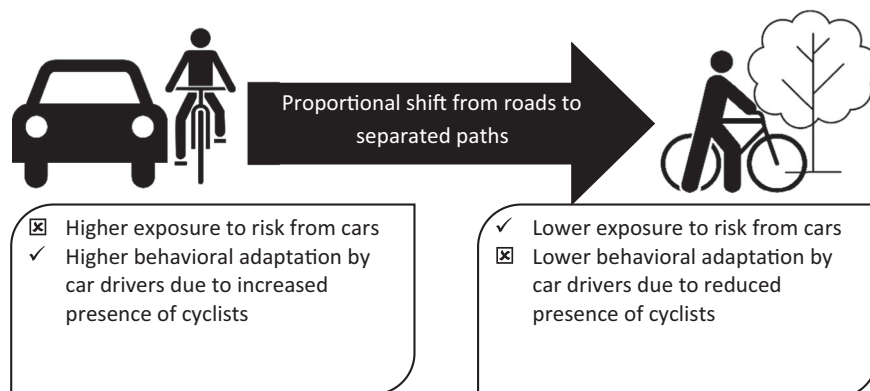 Proportional shift from roads to
separated paths
☒ Higher exposure to risk from cars
✓ Higher behavioral adaptation by
car drivers due to increased
presence of cyclists
✓ Lower exposure to risk from cars
☒ Lower behavioral adaptation by
car drivers due to reduced
presence of cyclists